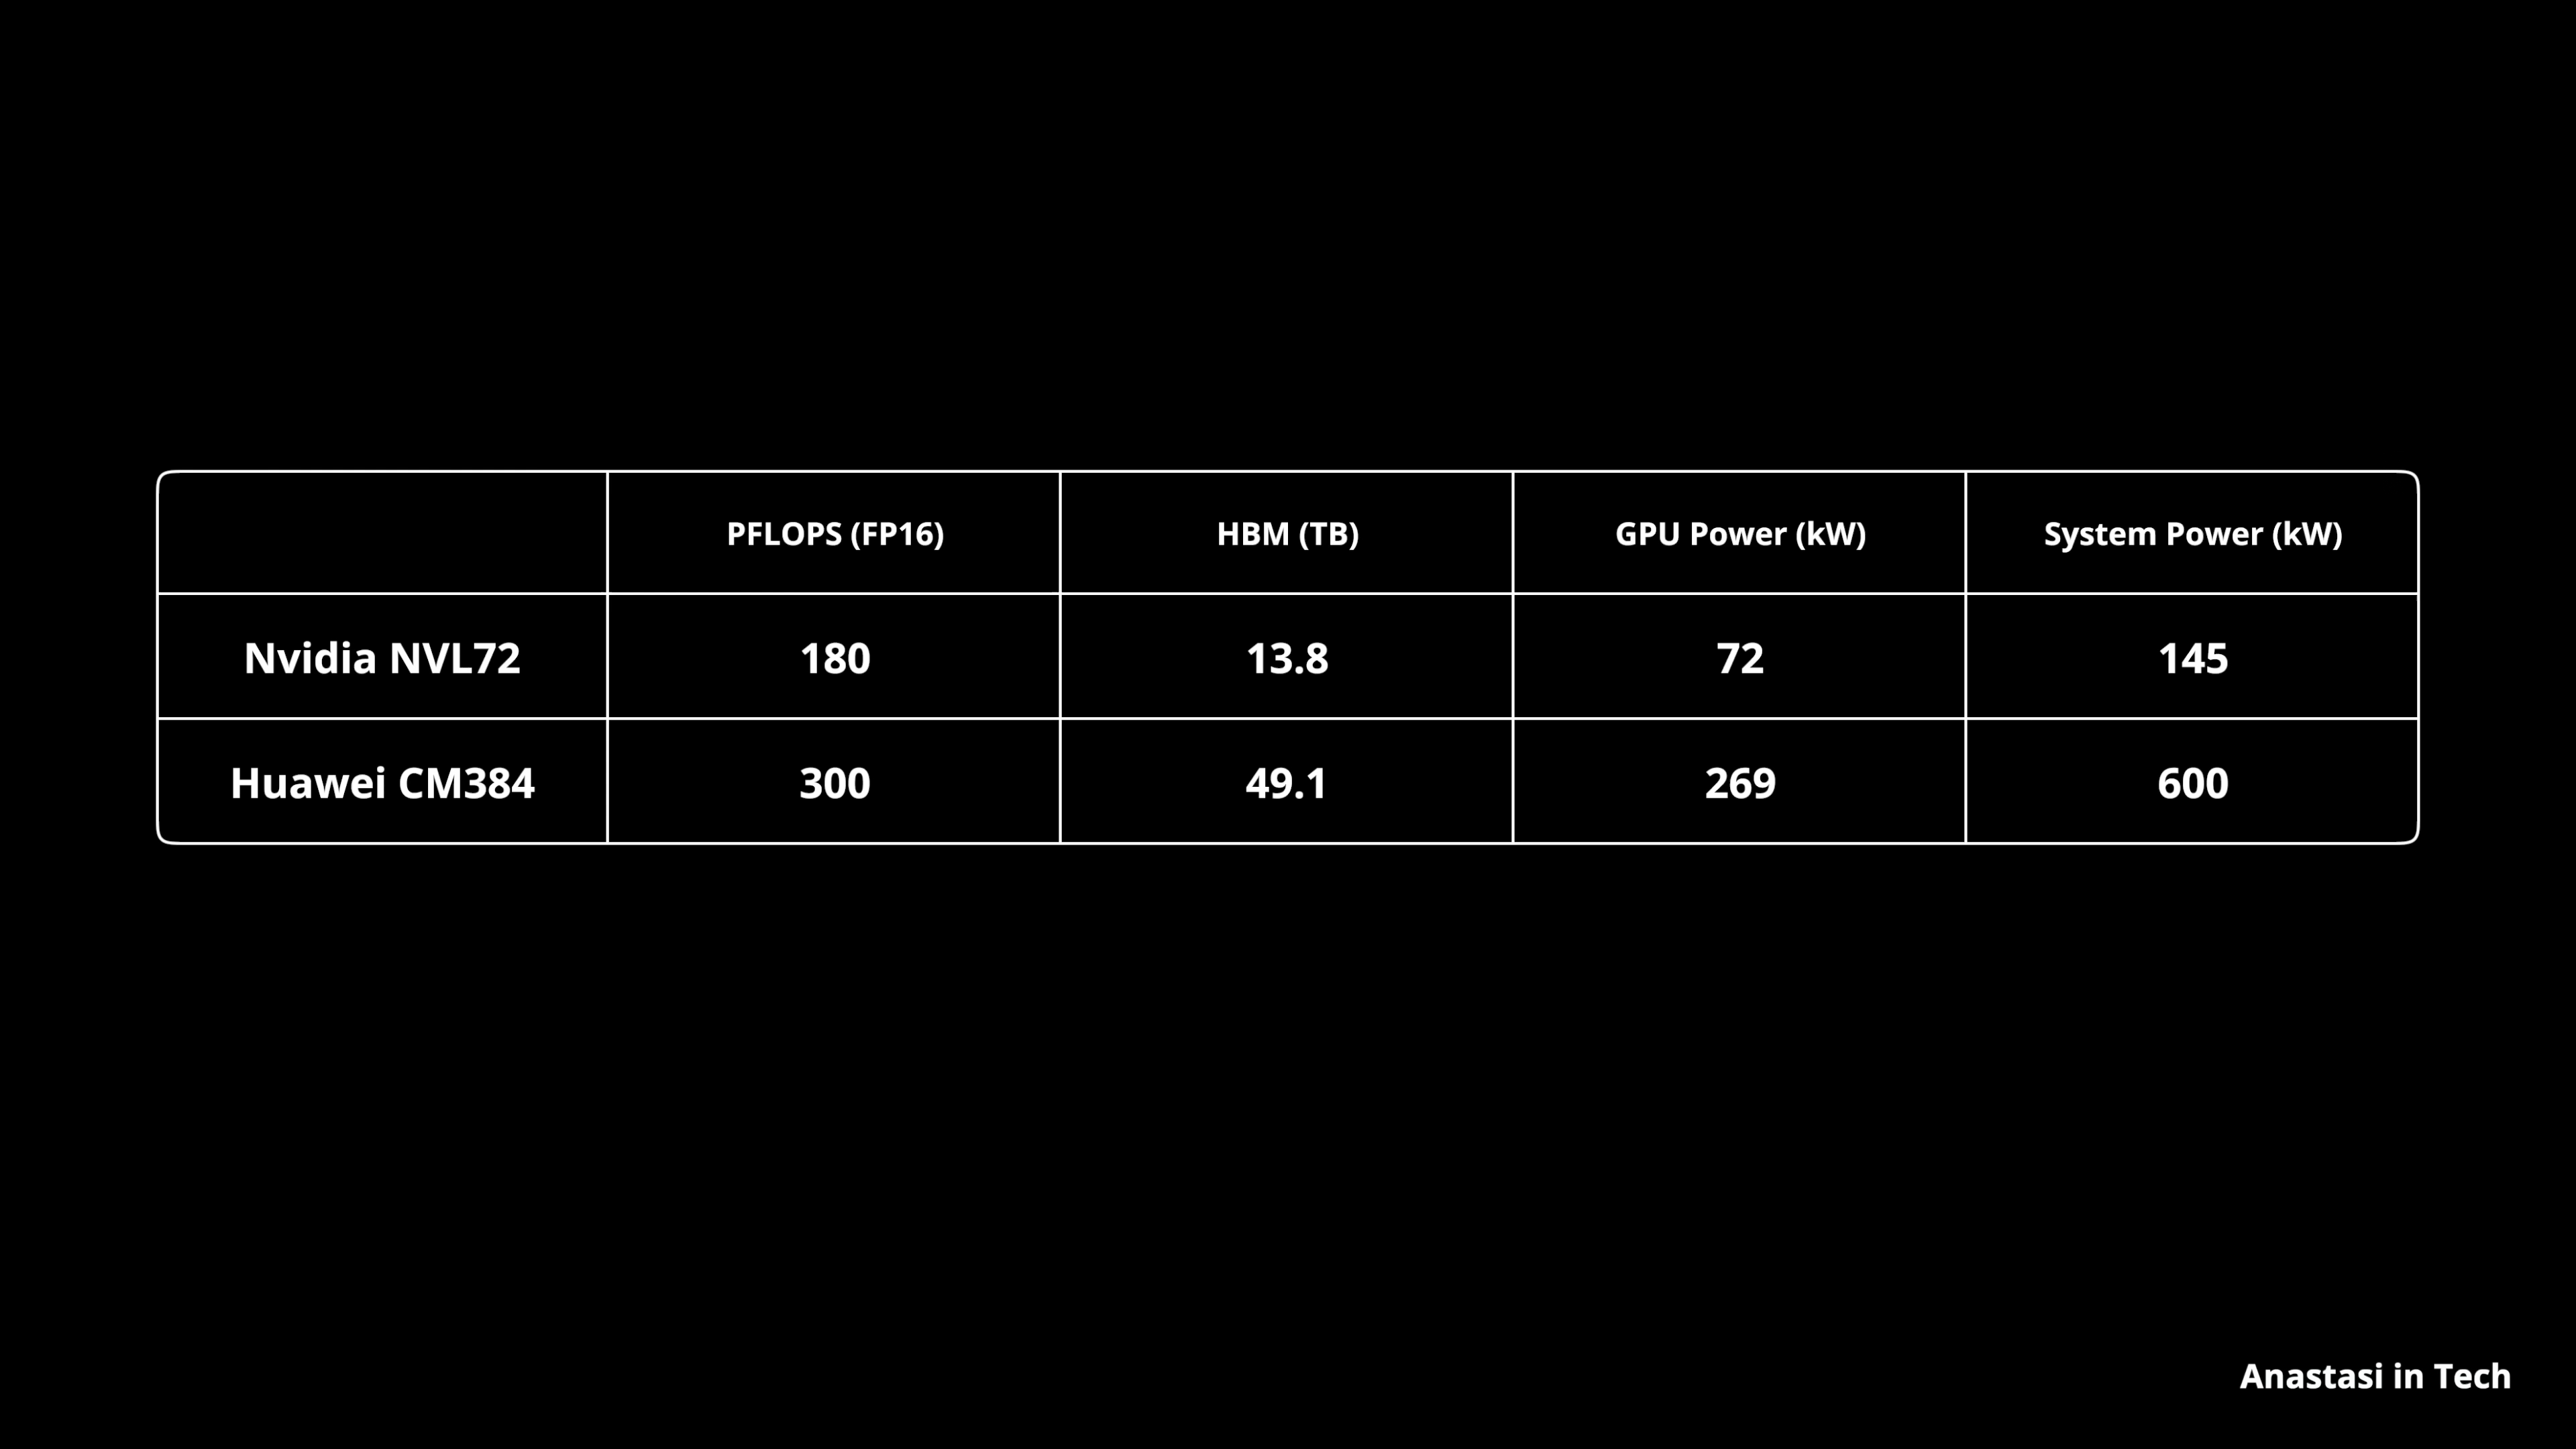 PFLOPS (FP16) HBM (TB) GPU Power (kW) System Power (kW)
Nvidia NVL72 180 13.8 72 145
Huawei CM384 300 49.1 269 600
Anastasi in Tech